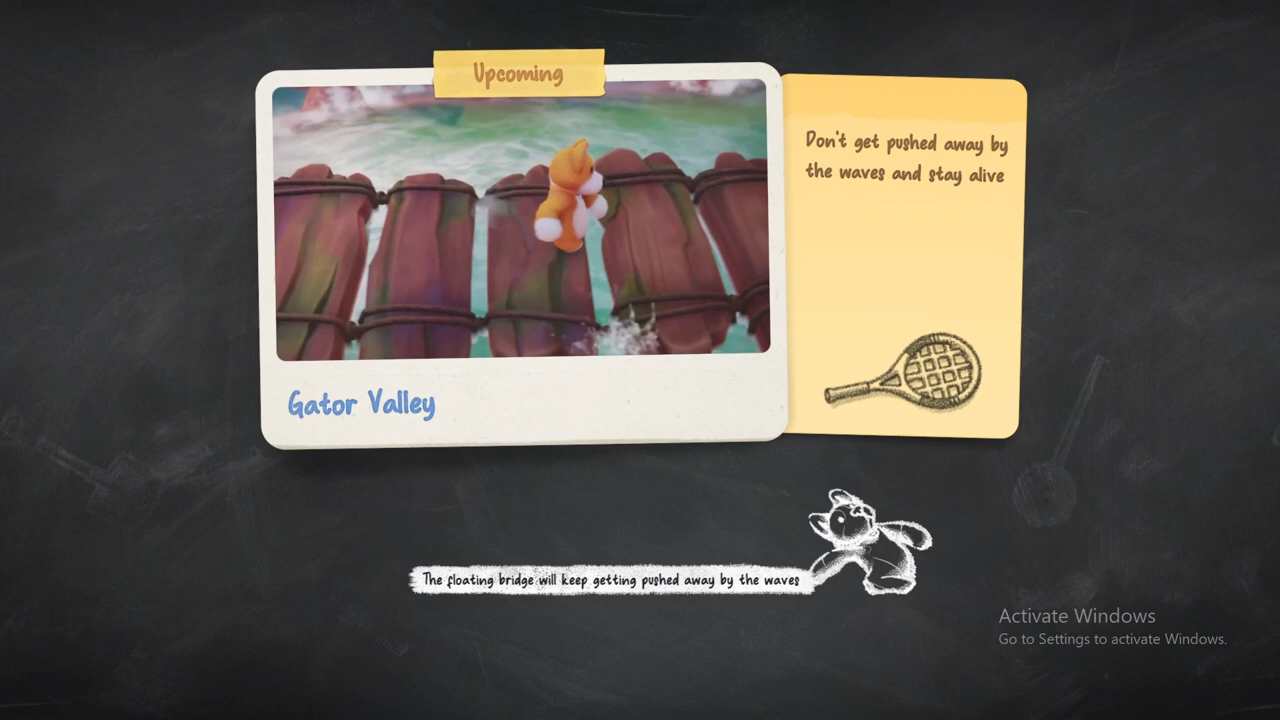 Upcoming
Don't get pushed away by
the waves and stay alive
Gator Valley
The floating bridge will keep getting pushed away by the waves
Activate Windows
Go to Settings to activate Windows.